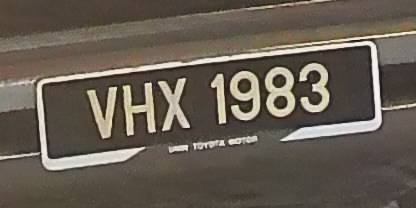 VHX 1983
UMW TOYOTA MOTOR